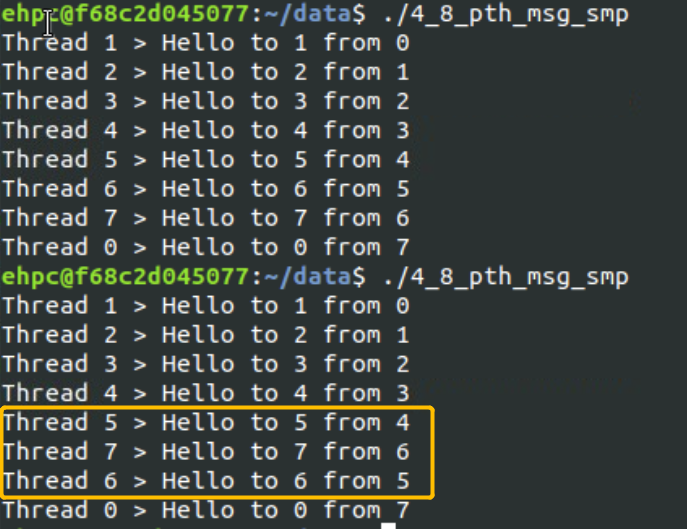 ehpc@f68c2d045077:~/data$ ./4_8_pth_msg_smp
Thread 1 > Hello to 1 from 0
Thread 2 > Hello to 2 from 1
Thread 3 > Hello to 3 from 2
Thread 4 > Hello to 4 from 3
Thread 5 > Hello to 5 from 4
Thread 6 > Hello to 6 from 5
Thread 7 > Hello to 7 from 6
Thread 0 > Hello to 0 from 7
ehpc@f68c2d045077:~/data$ ./4_8_pth_msg_smp
Thread 1 > Hello to 1 from 0
Thread 2 > Hello to 2 from 1
Thread 3 > Hello to 3 from 2
Thread 4 > Hello to 4 from 3
Thread 5 > Hello to 5 from 4
Thread 7 > Hello to 7 from 6
Thread 6 > Hello to 6 from 5
Thread 0 > Hello to 0 from 7